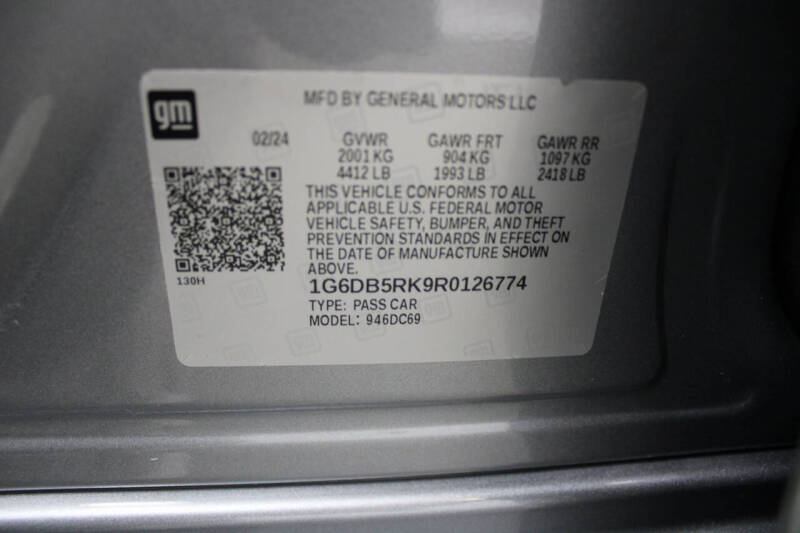 gm
MFD BY GENERAL MOTORS LLC
02/24 GVWR GAWR FRT GAWR RR
2001 KG 904 KG 1097 KG
4412 LB 1993 LB 2418 LB
THIS VEHICLE CONFORMS TO ALL
APPLICABLE U.S. FEDERAL MOTOR
VEHICLE SAFETY, BUMPER, AND THEFT
PREVENTION STANDARDS IN EFFECT ON
THE DATE OF MANUFACTURE SHOWN
ABOVE.
130H
1G6DB5RK9R0126774
TYPE: PASS CAR
MODEL: 946DC69